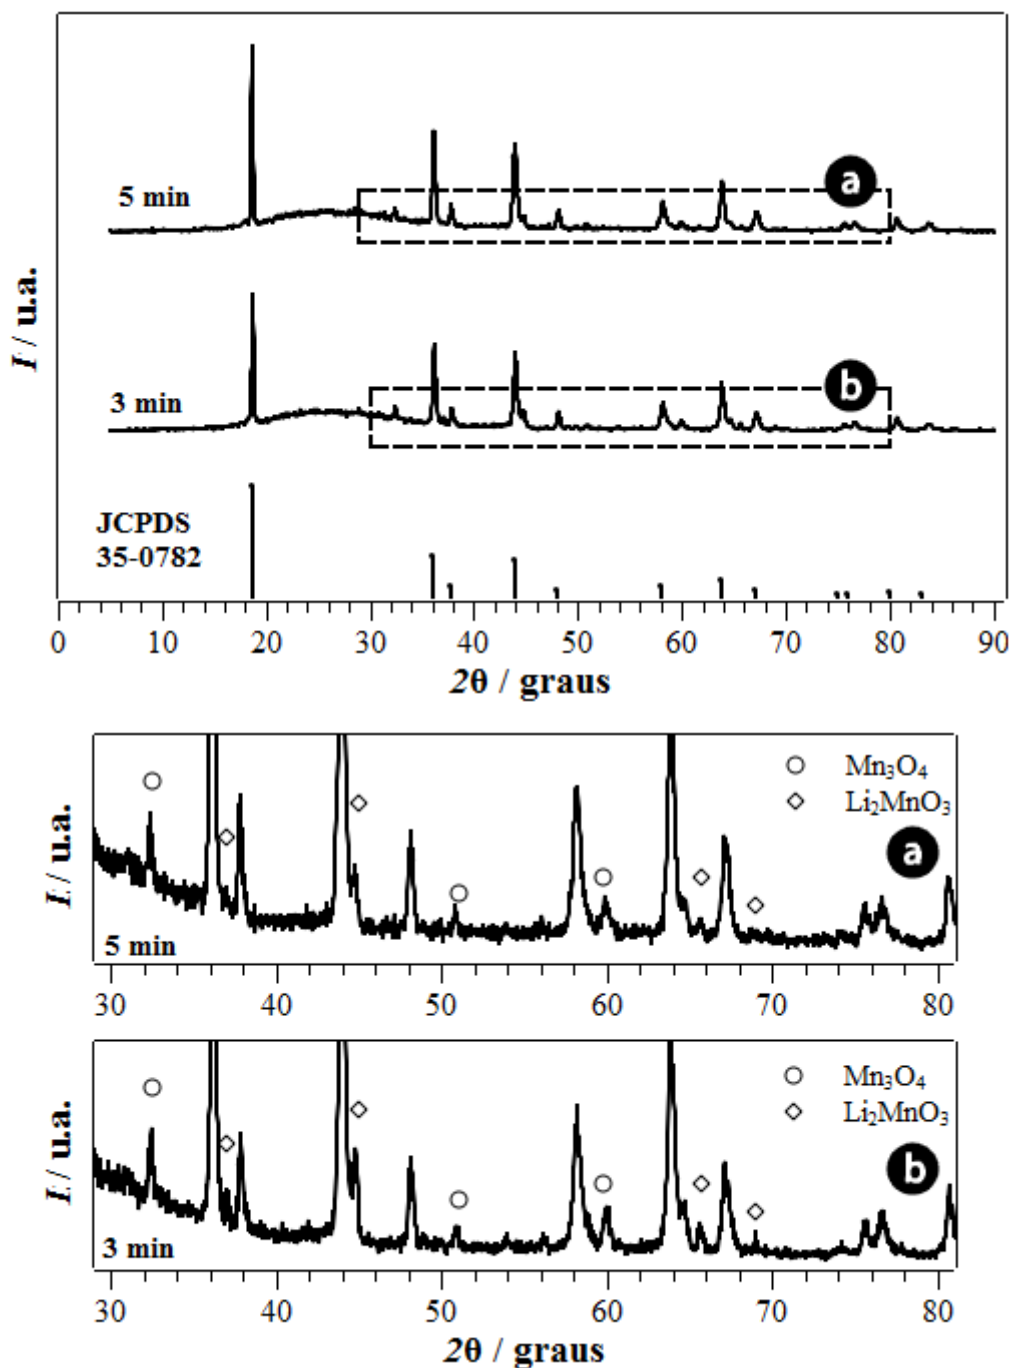 I / u.a.
a
5 min
b
3 min
JCPDS
35-0782
0 10 20 30 40 50 60 70 80 90
2θ / graus
I / u.a.
Mn₃O₄
Li₂MnO₃
a
5 min
30 40 50 60 70 80
I / u.a.
Mn₃O₄
Li₂MnO₃
b
3 min
30 40 50 60 70 80
2θ / graus